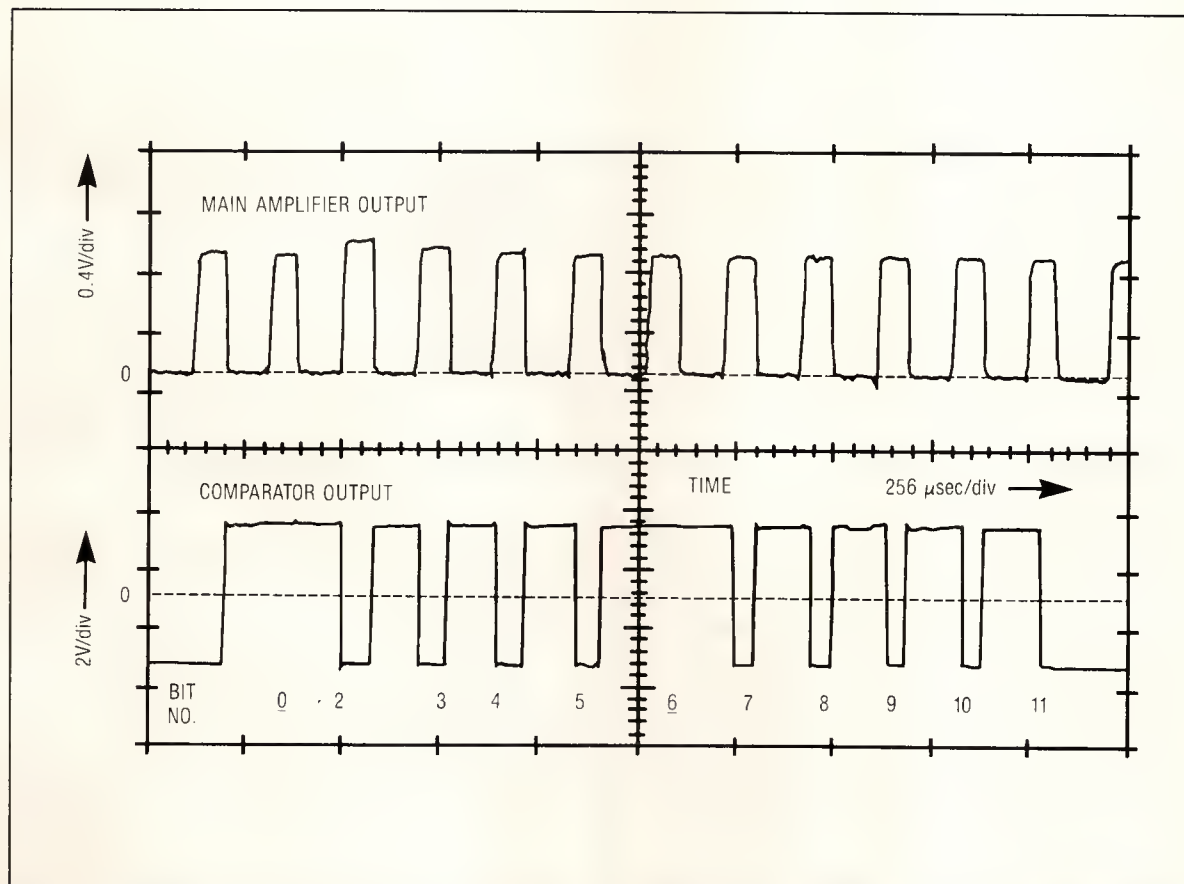 MAIN AMPLIFIER OUTPUT
0.4V/div
0
COMPARATOR OUTPUT
TIME
256 μsec/div
0
2V/div
BIT NO.
0 2 3 4 5 6 7 8 9 10 11